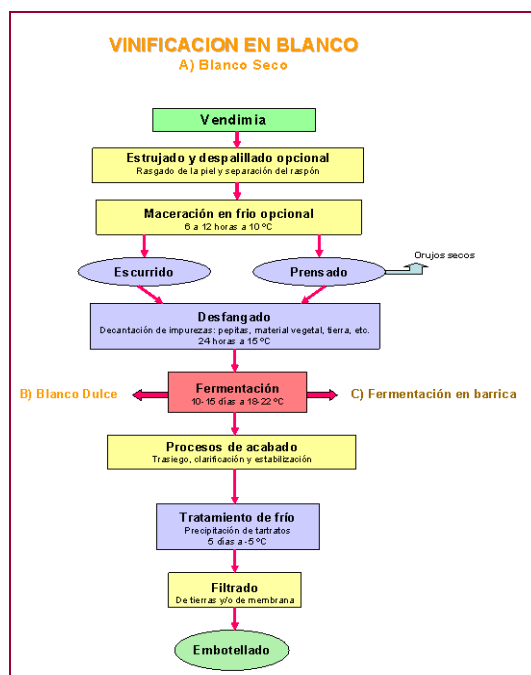 VINIFICACION EN BLANCO
A) Blanco Seco
Vendimia
Estrujado y despalillado opcional
Rasgado de la piel y separación del raspón
Maceración en frio opcional
6 a 12 horas a 10 ºC
Escurrido
Prensado
Orujos secos
Desfangado
Decantación de impurezas: pepitas, material vegetal, tierra, etc.
24 horas a 15 ºC
B) Blanco Dulce
Fermentación
10-15 días a 18-22 ºC
C) Fermentación en barrica
Procesos de acabado
Trasiego, clarificación y estabilización
Tratamiento de frío
Precipitación de tartratos
5 días a -5 ºC
Filtrado
De tierras y/o de membrana
Embotellado